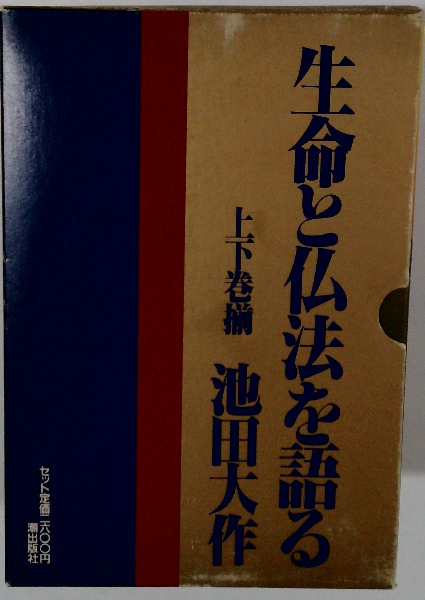 生命と仏法を語る
上下巻揃
池田大作
セット定価二六〇〇円
潮出版社